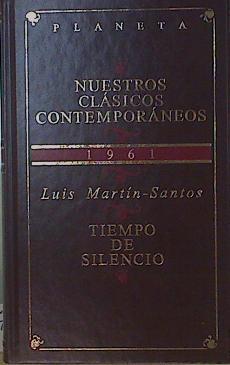 PLANETA
NUESTROS
CLÁSICOS
CONTEMPORÁNEOS
1961
Luis Martín-Santos
TIEMPO
DE
SILENCIO